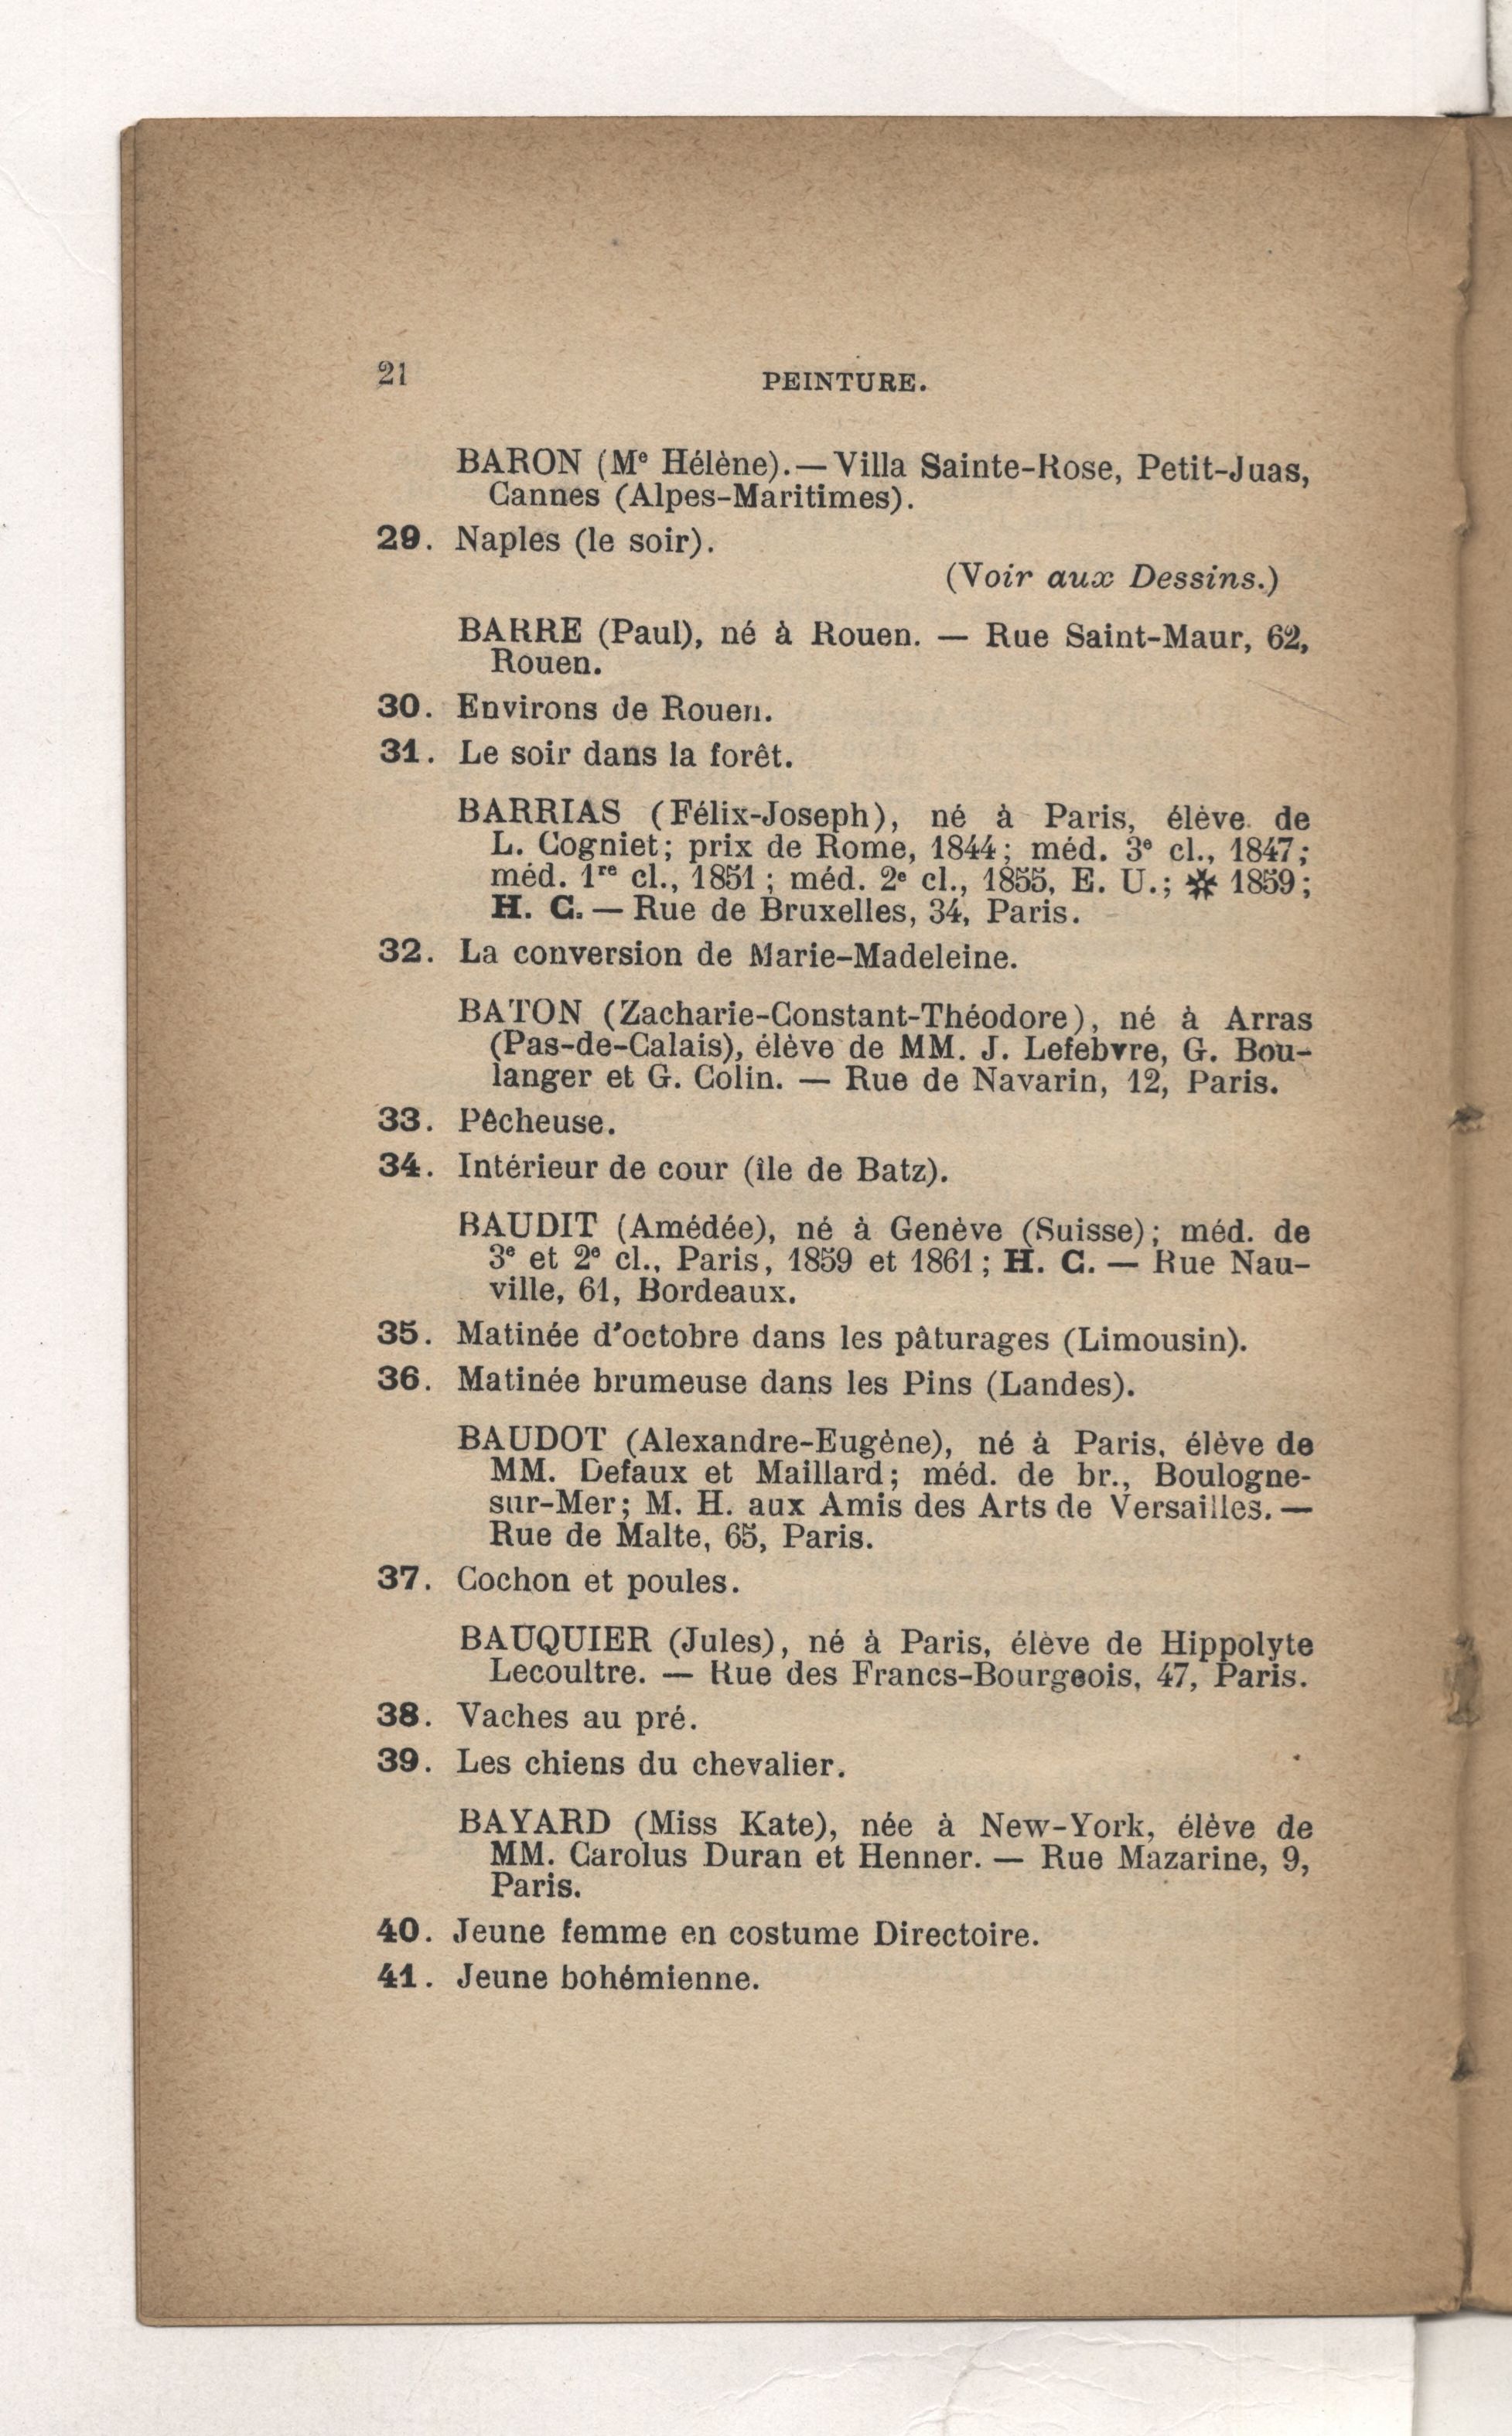 21
PEINTURE.
BARON (Mᵉ Hélène). — Villa Sainte-Rose, Petit-Juas,
Cannes (Alpes-Maritimes).
29. Naples (le soir).
(Voir aux Dessins.)
BARRE (Paul), né à Rouen. — Rue Saint-Maur, 62,
Rouen.
30. Environs de Rouen.
31. Le soir dans la forêt.
BARRIAS (Félix-Joseph), né à Paris, élève de
L. Cogniet; prix de Rome, 1844; méd. 3ᵉ cl., 1847;
méd. 1ʳᵉ cl., 1851; méd. 2ᵉ cl., 1855, E. U.; ✲ 1859;
H. C. — Rue de Bruxelles, 34, Paris.
32. La conversion de Marie-Madeleine.
BATON (Zacharie-Constant-Théodore), né à Arras
(Pas-de-Calais), élève de MM. J. Lefebvre, G. Bou-
langer et G. Colin. — Rue de Navarin, 12, Paris.
33. Pêcheuse.
34. Intérieur de cour (île de Batz).
BAUDIT (Amédée), né à Genève (Suisse); méd. de
3ᵉ et 2ᵉ cl., Paris, 1859 et 1861; H. C. — Rue Nau-
ville, 61, Bordeaux.
35. Matinée d'octobre dans les pâturages (Limousin).
36. Matinée brumeuse dans les Pins (Landes).
BAUDOT (Alexandre-Eugène), né à Paris, élève de
MM. Defaux et Maillard; méd. de br., Boulogne-
sur-Mer; M. H. aux Amis des Arts de Versailles. —
Rue de Malte, 65, Paris.
37. Cochon et poules.
BAUQUIER (Jules), né à Paris, élève de Hippolyte
Lecoultre. — Rue des Francs-Bourgeois, 47, Paris.
38. Vaches au pré.
39. Les chiens du chevalier.
BAYARD (Miss Kate), née à New-York, élève de
MM. Carolus Duran et Henner. — Rue Mazarine, 9,
Paris.
40. Jeune femme en costume Directoire.
41. Jeune bohémienne.